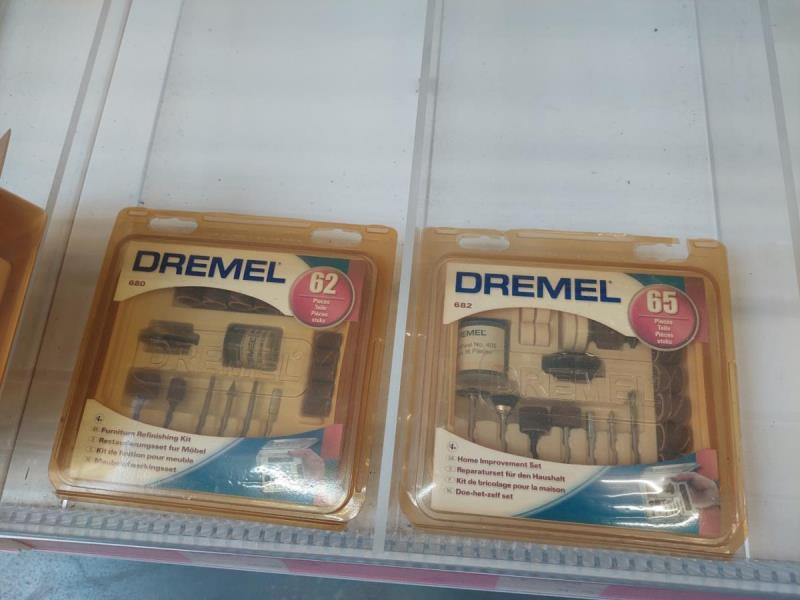 DREMEL
680
62
Pieces
Teile
Pièces
stuks
DREMEL
Furniture Refinishing Kit
Restaurierungsset für Möbel
Kit de finition pour meuble
Meubelafwerkingsset
DREMEL
682
65
Pieces
Teile
Pièces
stuks
Home Improvement Set
Reparaturset für den Haushalt
Kit de bricolage pour la maison
Doe-het-zelf set